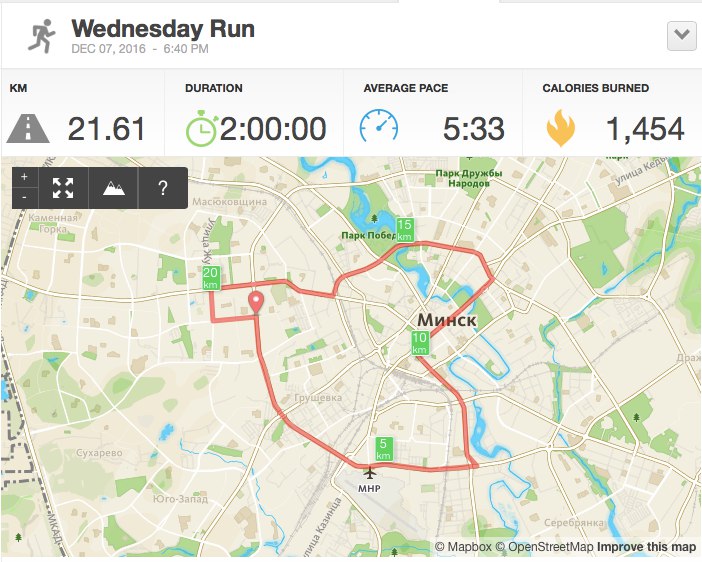 Wednesday Run
DEC 07, 2016 - 6:40 PM
KM
21.61
DURATION
2:00:00
AVERAGE PACE
5:33
CALORIES BURNED
1,454
+
-
?
Парк Дружбы
Народов
парк
улица Кеды
Масюковщина
Каменная
Горка
улица Жу
Парк Побед
15
km
20
km
Минск
10
km
Драж
Грушевка
5
km
Сухарево
МНР
Юго-Запад
МКАД
улица Казинца
Серебрянка
© Mapbox © OpenStreetMap Improve this map